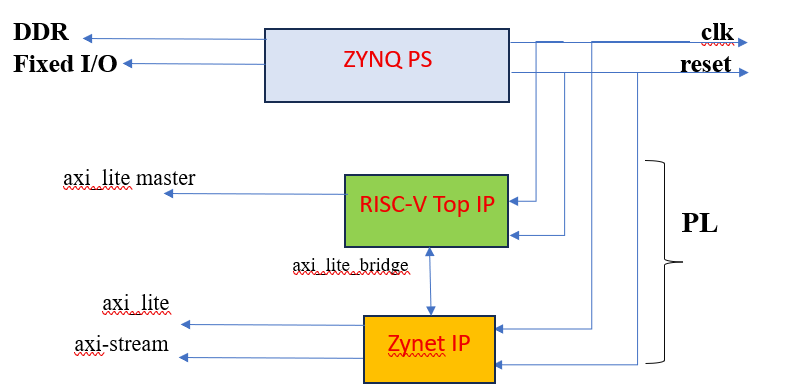 DDR
clk
ZYNQ PS
Fixed I/O
reset
axi_lite master
RISC-V Top IP
PL
axi_lite_bridge
axi_lite
axi-stream
Zynet IP